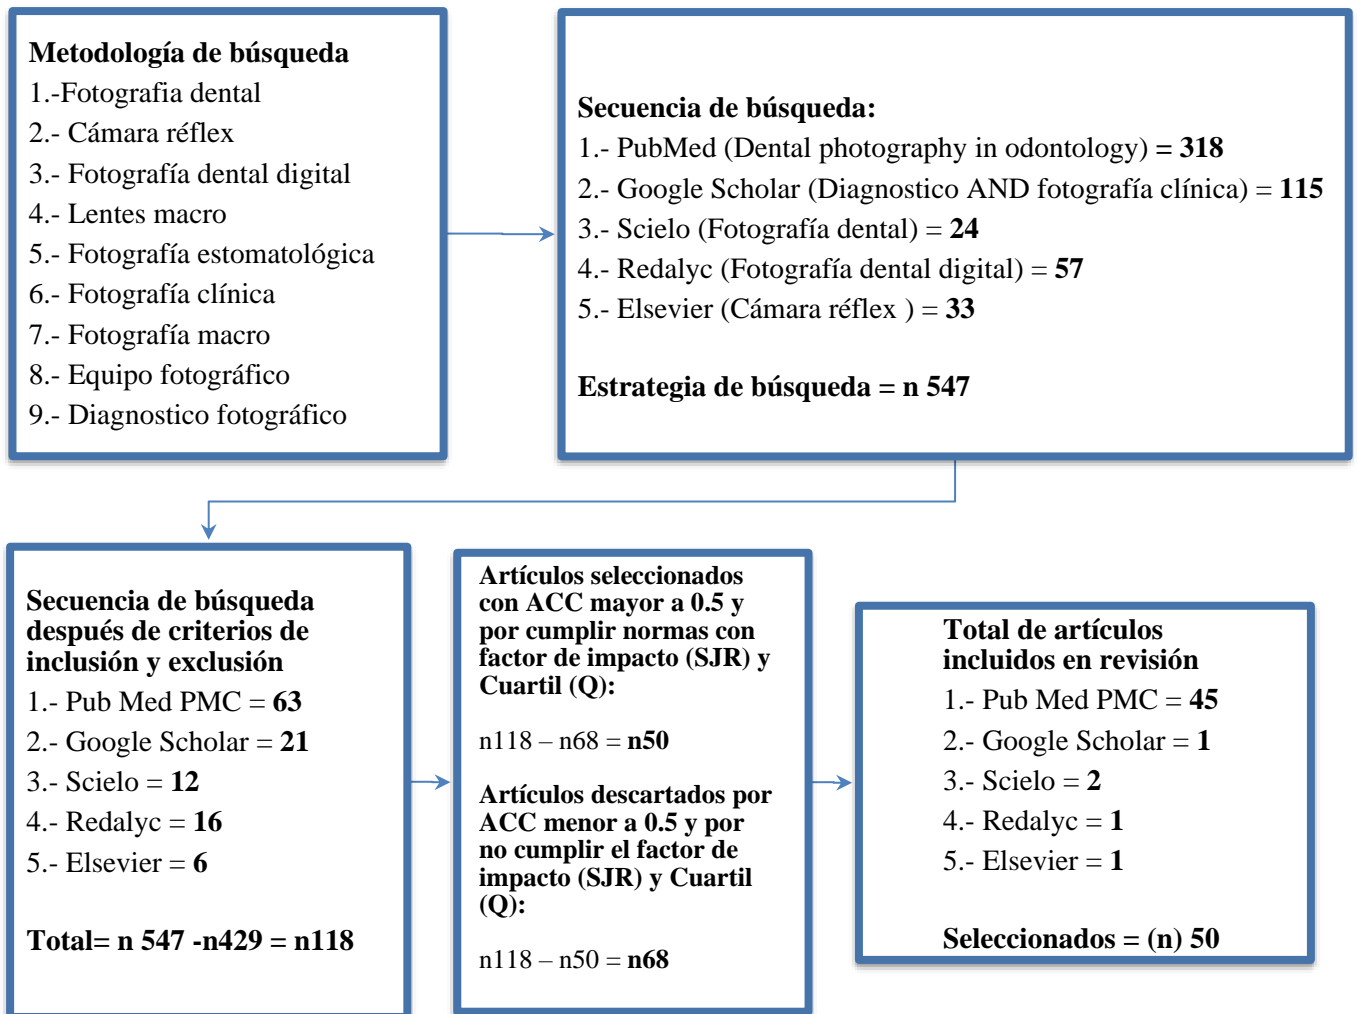 Metodología de búsqueda
1.-Fotografia dental
2.- Cámara réflex
3.- Fotografía dental digital
4.- Lentes macro
5.- Fotografía estomatológica
6.- Fotografía clínica
7.- Fotografía macro
8.- Equipo fotográfico
9.- Diagnostico fotográfico
Secuencia de búsqueda:
1.- PubMed (Dental photography in odontology) = 318
2.- Google Scholar (Diagnostico AND fotografía clínica) = 115
3.- Scielo (Fotografía dental) = 24
4.- Redalyc (Fotografía dental digital) = 57
5.- Elsevier (Cámara réflex ) = 33
Estrategia de búsqueda = n 547
Secuencia de búsqueda
después de criterios de
inclusión y exclusión
1.- Pub Med PMC = 63
2.- Google Scholar = 21
3.- Scielo = 12
4.- Redalyc = 16
5.- Elsevier = 6
Total= n 547 -n429 = n118
Artículos seleccionados
con ACC mayor a 0.5 y
por cumplir normas con
factor de impacto (SJR) y
Cuartil (Q):
n118 – n68 = n50
Artículos descartados por
ACC menor a 0.5 y por
no cumplir el factor de
impacto (SJR) y Cuartil
(Q):
n118 – n50 = n68
Total de artículos
incluidos en revisión
1.- Pub Med PMC = 45
2.- Google Scholar = 1
3.- Scielo = 2
4.- Redalyc = 1
5.- Elsevier = 1
Seleccionados = (n) 50